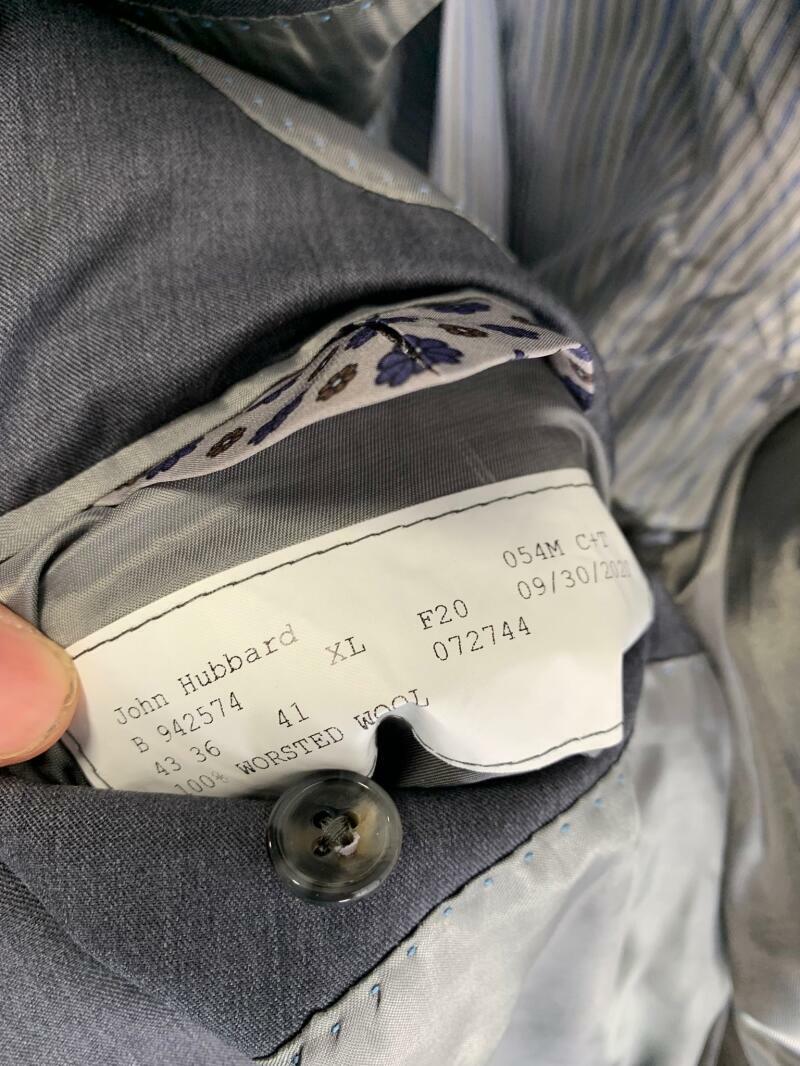 054M C+T
John Hubbard XL F20 09/30/2020
B 942574 072744
43 36 41
100% WORSTED WOOL